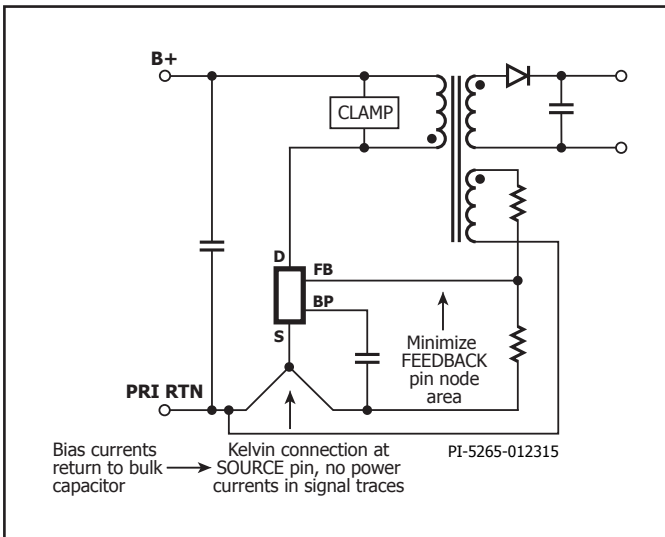 B+
CLAMP
D
FB
BP
S
Minimize
FEEDBACK
pin node
area
PRI RTN
Bias currents
return to bulk
capacitor
Kelvin connection at
SOURCE pin, no power
currents in signal traces
PI-5265-012315